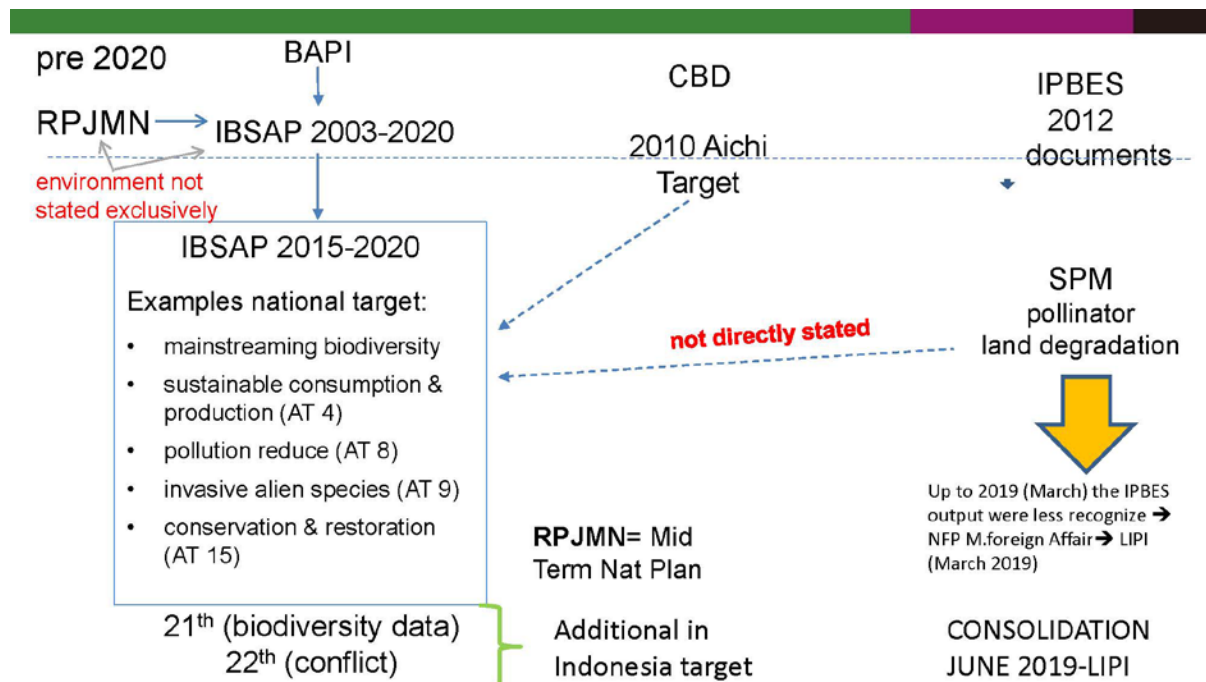 pre 2020
BAPI
CBD
IPBES
2012
documents
RPJMN
IBSAP 2003-2020
2010 Aichi
Target
environment not
stated exclusively
IBSAP 2015-2020
Examples national target:
• mainstreaming biodiversity
• sustainable consumption &
production (AT 4)
• pollution reduce (AT 8)
• invasive alien species (AT 9)
• conservation & restoration
(AT 15)
not directly stated
SPM
pollinator
land degradation
Up to 2019 (March) the IPBES
output were less recognize ➔
NFP M.foreign Affair➔ LIPI
(March 2019)
RPJMN= Mid
Term Nat Plan
21th (biodiversity data)
22th (conflict)
Additional in
Indonesia target
CONSOLIDATION
JUNE 2019-LIPI